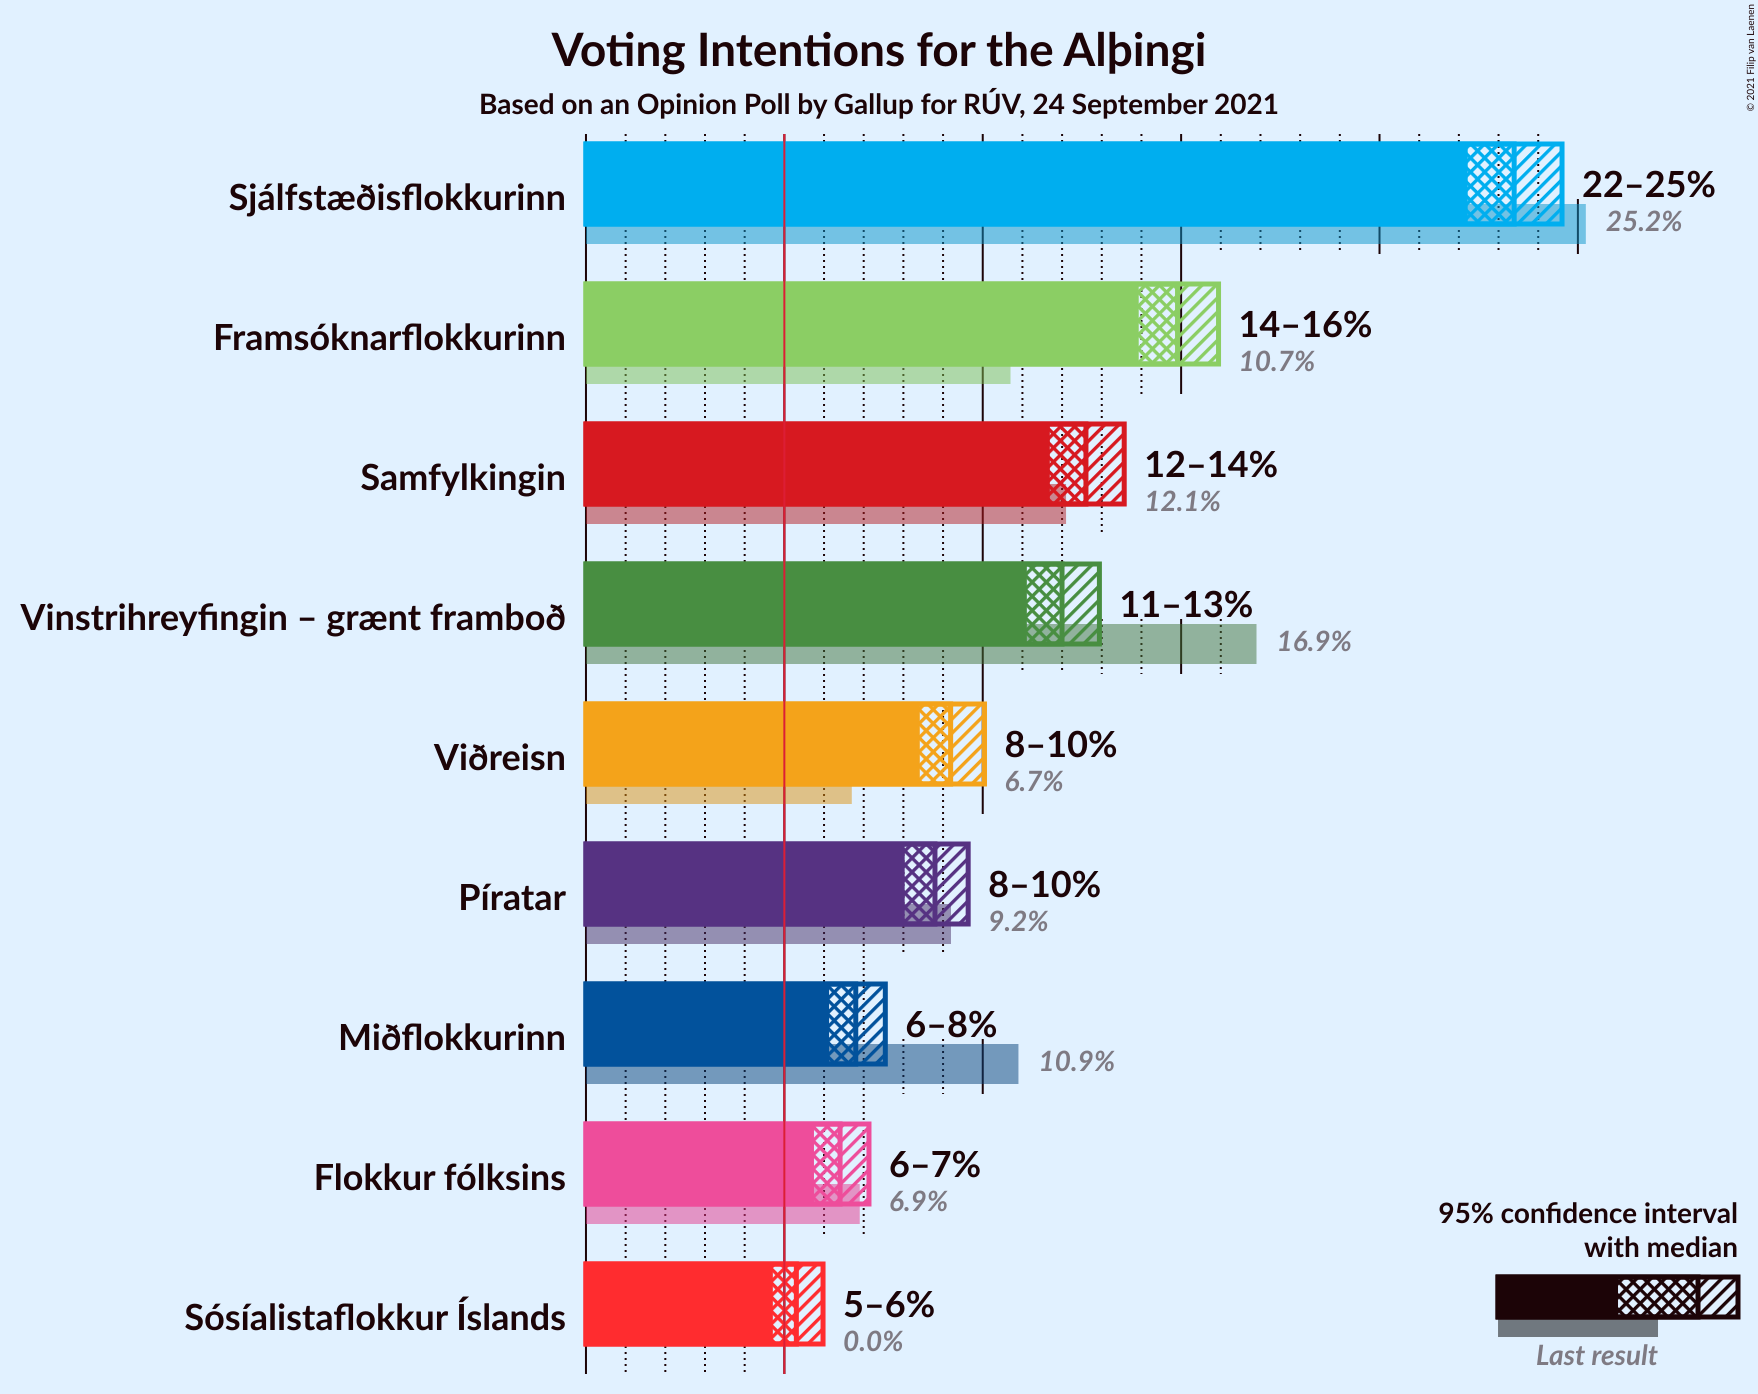 Voting Intentions for the Alþingi
Based on an Opinion Poll by Gallup for RÚV, 24 September 2021
© 2021 Filip van Laenen
Sjálfstæðisflokkurinn
22–25%
25.2%
Framsóknarflokkurinn
14–16%
10.7%
Samfylkingin
12–14%
12.1%
Vinstrihreyfingin – grænt framboð
11–13%
16.9%
Viðreisn
8–10%
6.7%
Píratar
8–10%
9.2%
Miðflokkurinn
6–8%
10.9%
Flokkur fólksins
6–7%
6.9%
Sósíalistaflokkur Íslands
5–6%
0.0%
95% confidence interval
with median
Last result